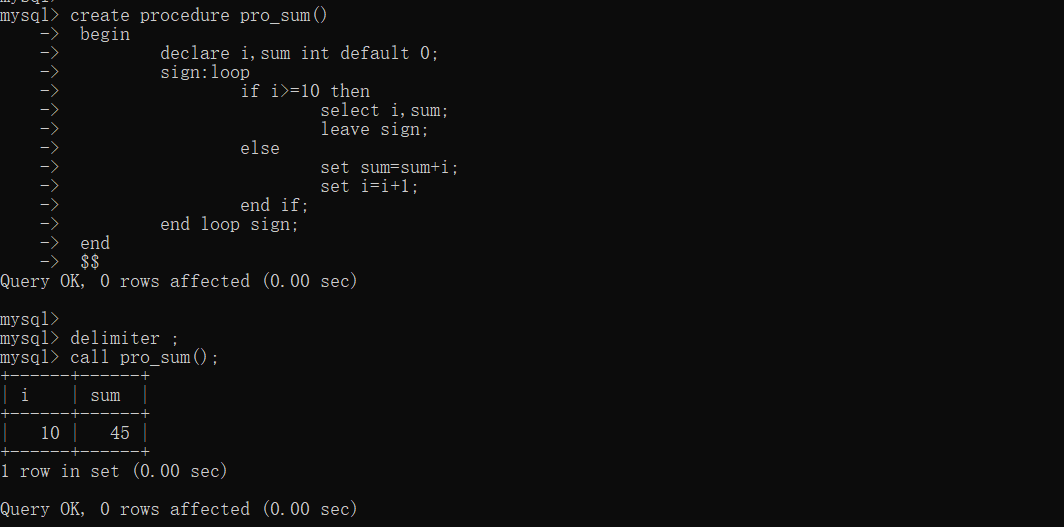 mysql> create procedure pro_sum()
    -> begin
    -> declare i,sum int default 0;
    -> sign:loop
    -> if i>=10 then
    -> select i,sum;
    -> leave sign;
    -> else
    -> set sum=sum+i;
    -> set i=i+1;
    -> end if;
    -> end loop sign;
    -> end
    -> $$
Query OK, 0 rows affected (0.00 sec)

mysql>
mysql> delimiter ;
mysql> call pro_sum();
+------+------+
| i    | sum  |
+------+------+
|   10 |   45 |
+------+------+
1 row in set (0.00 sec)

Query OK, 0 rows affected (0.00 sec)